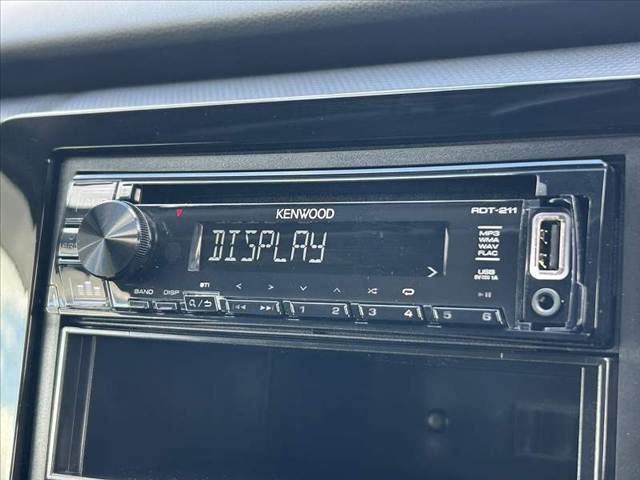 KENWOOD
RDT-211
DISPLAY
MP3
WMA
WAV
FLAC
USB
BAND DISP
1 2 3 4 5 6